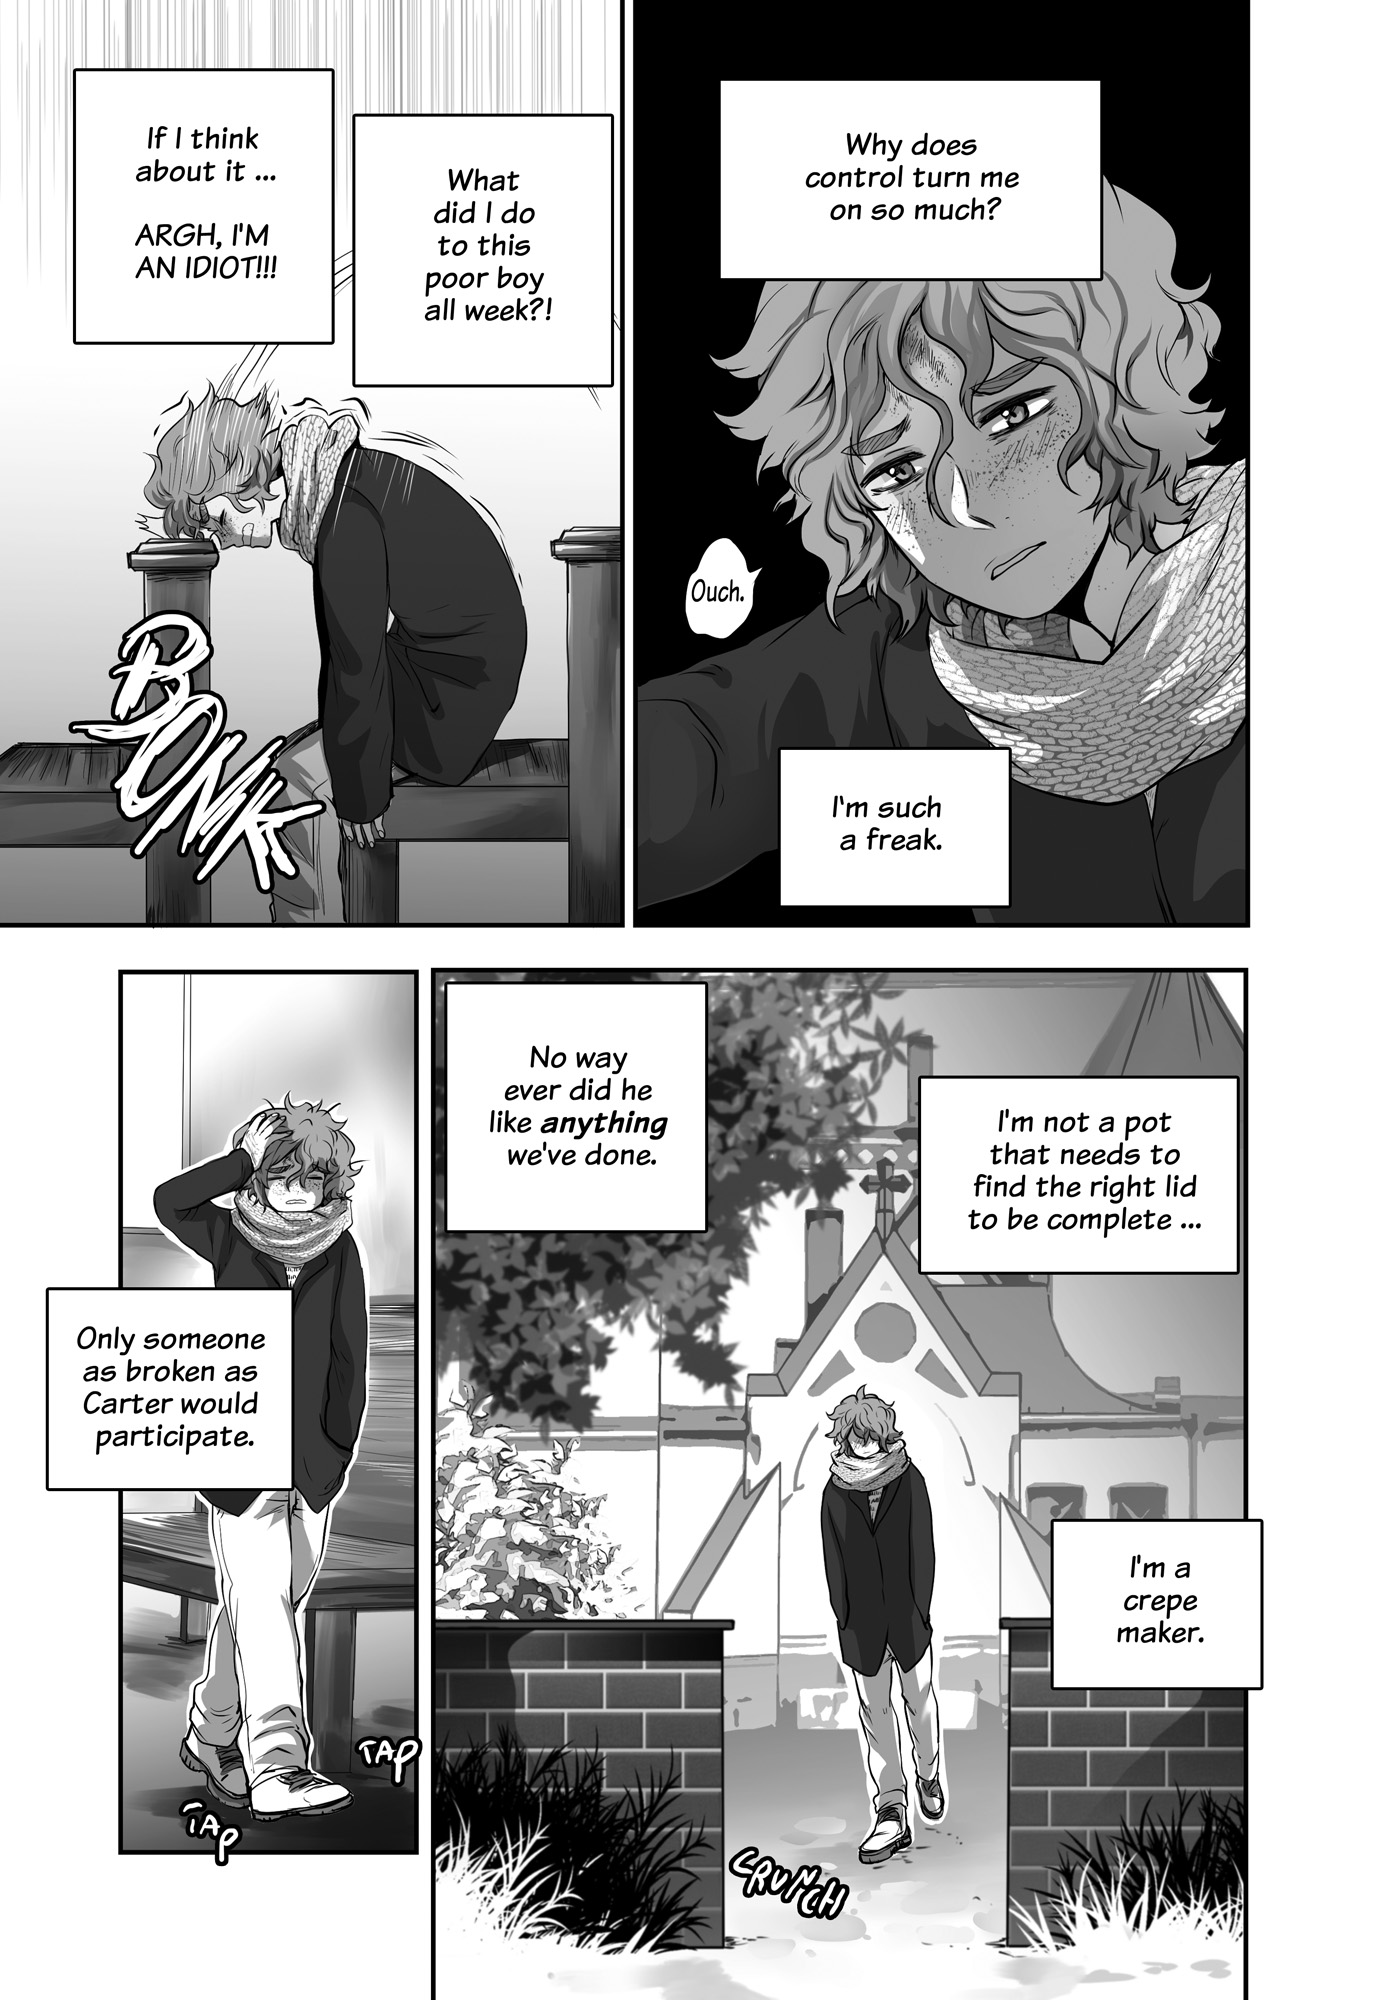 If I think
about it ...
ARGH, I'M
AN IDIOT!!!
What
did I do
to this
poor boy
all week?!
BONK
Why does
control turn me
on so much?
Ouch.
I'm such
a freak.
Only someone
as broken as
Carter would
participate.
TAP
TAP
No way
ever did he
like anything
we've done.
I'm not a pot
that needs to
find the right lid
to be complete ...
I'm a
crepe
maker.
CRUNCH